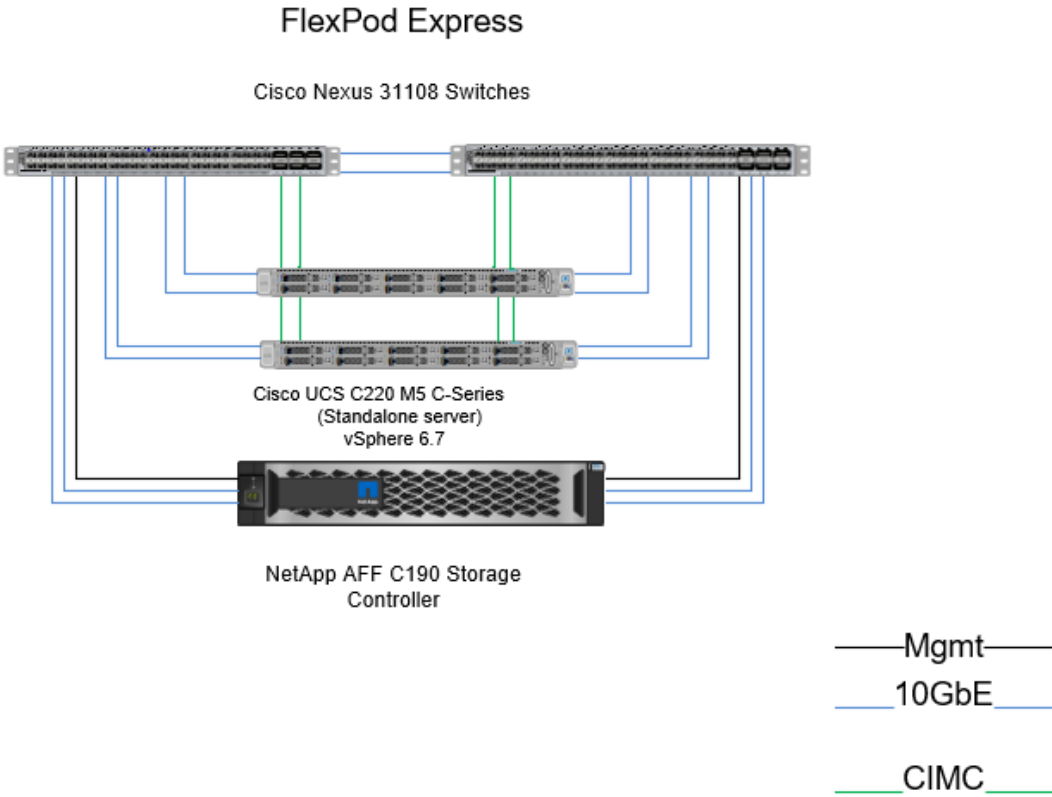 FlexPod Express
Cisco Nexus 31108 Switches
Cisco UCS C220 M5 C-Series
(Standalone server)
vSphere 6.7
NetApp
NetApp AFF C190 Storage
Controller
Mgmt
10GbE
CIMC